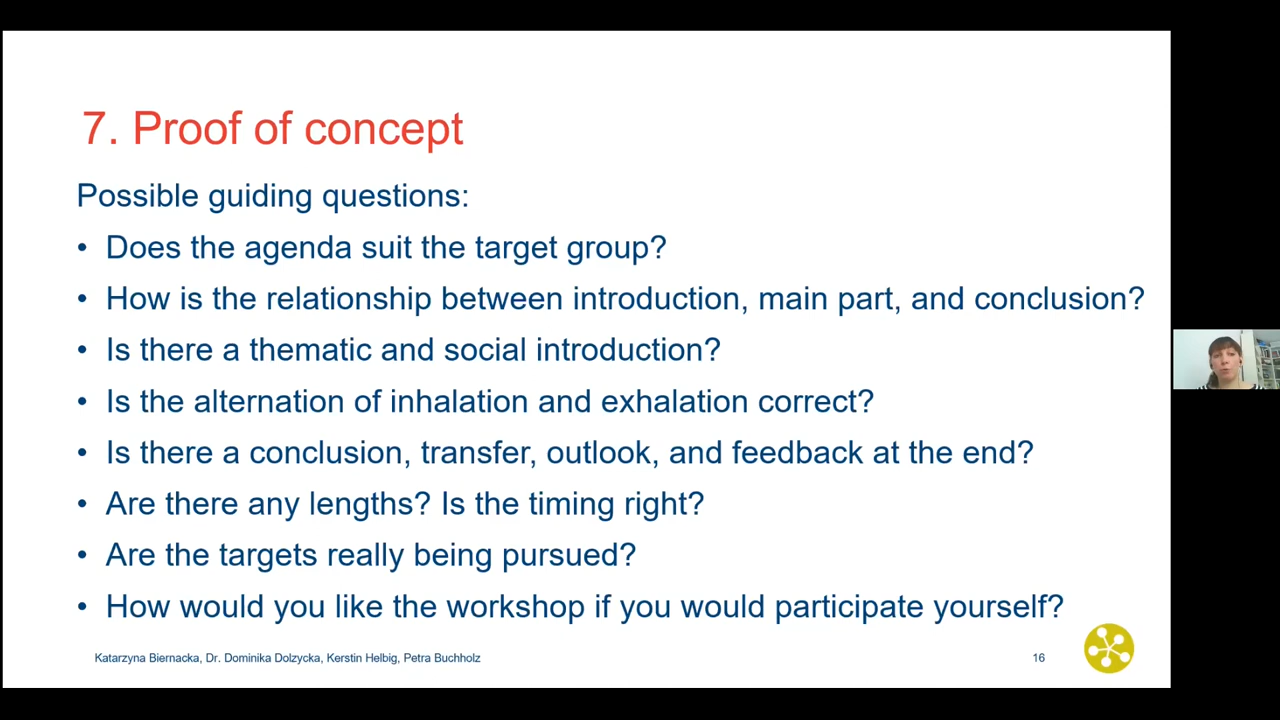 7. Proof of concept
Possible guiding questions:
• Does the agenda suit the target group?
• How is the relationship between introduction, main part, and conclusion?
• Is there a thematic and social introduction?
• Is the alternation of inhalation and exhalation correct?
• Is there a conclusion, transfer, outlook, and feedback at the end?
• Are there any lengths? Is the timing right?
• Are the targets really being pursued?
• How would you like the workshop if you would participate yourself?
Katarzyna Biernacka, Dr. Dominika Dolzycka, Kerstin Helbig, Petra Buchholz
16